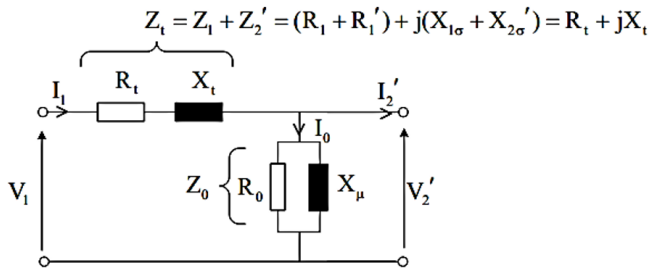 Zₜ = Z₁ + Z₂′ = (R₁ + R₁′) + j(X₁σ + X₂σ′) = Rₜ + jXₜ
I₁ Rₜ Xₜ I₂′
I₀
V₁ Z₀ R₀ Xμ V₂′